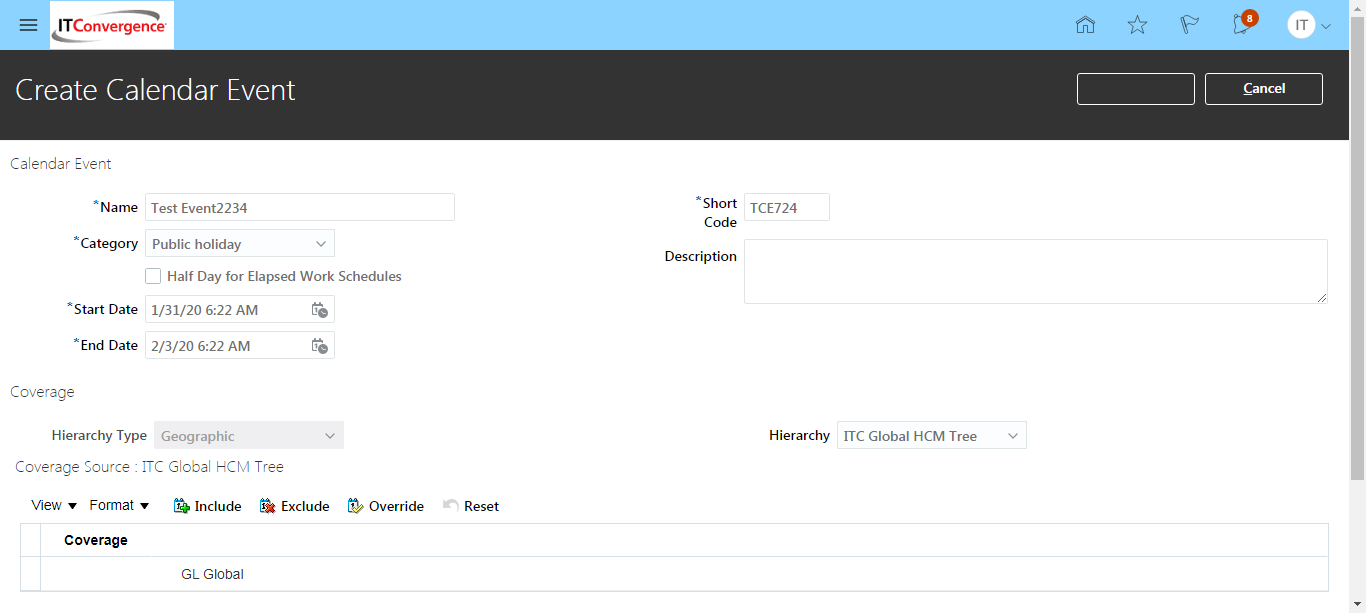 ITConvergence
8
IT
Create Calendar Event
Cancel
Calendar Event
*Name Test Event2234
*Short Code TCE724
*Category Public holiday
Description
Half Day for Elapsed Work Schedules
*Start Date 1/31/20 6:22 AM
*End Date 2/3/20 6:22 AM
Coverage
Hierarchy Type Geographic
Hierarchy ITC Global HCM Tree
Coverage Source : ITC Global HCM Tree
View Format Include Exclude Override Reset
Coverage
GL Global